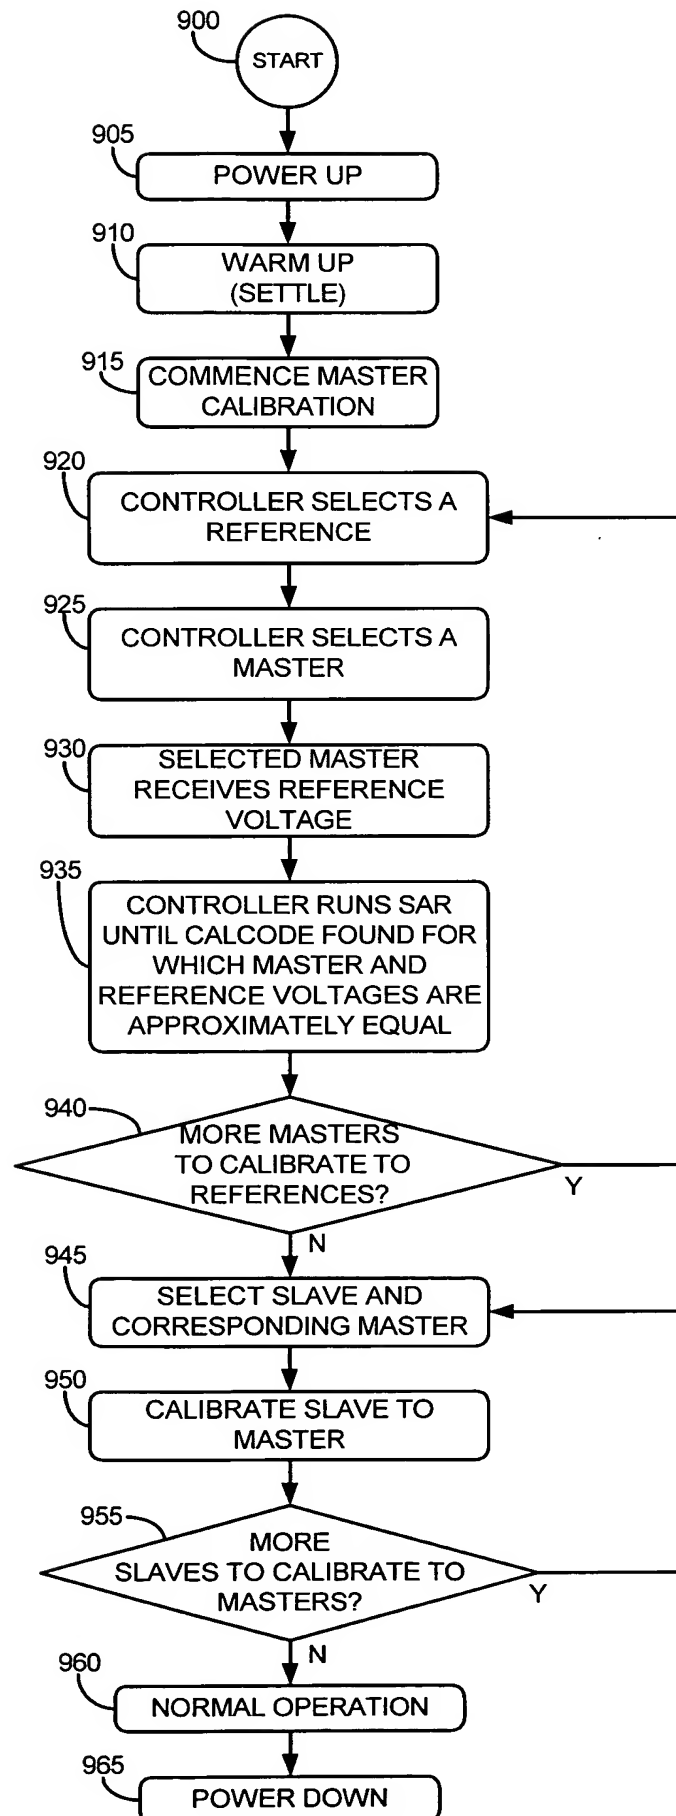 900
START
905
POWER UP
910
WARM UP
(SETTLE)
915
COMMENCE MASTER
CALIBRATION
920
CONTROLLER SELECTS A
REFERENCE
925
CONTROLLER SELECTS A
MASTER
930
SELECTED MASTER
RECEIVES REFERENCE
VOLTAGE
935
CONTROLLER RUNS SAR
UNTIL CALCODE FOUND FOR
WHICH MASTER AND
REFERENCE VOLTAGES ARE
APPROXIMATELY EQUAL
940
MORE MASTERS
TO CALIBRATE TO
REFERENCES?
Y
N
945
SELECT SLAVE AND
CORRESPONDING MASTER
950
CALIBRATE SLAVE TO
MASTER
955
MORE
SLAVES TO CALIBRATE TO
MASTERS?
Y
N
960
NORMAL OPERATION
965
POWER DOWN